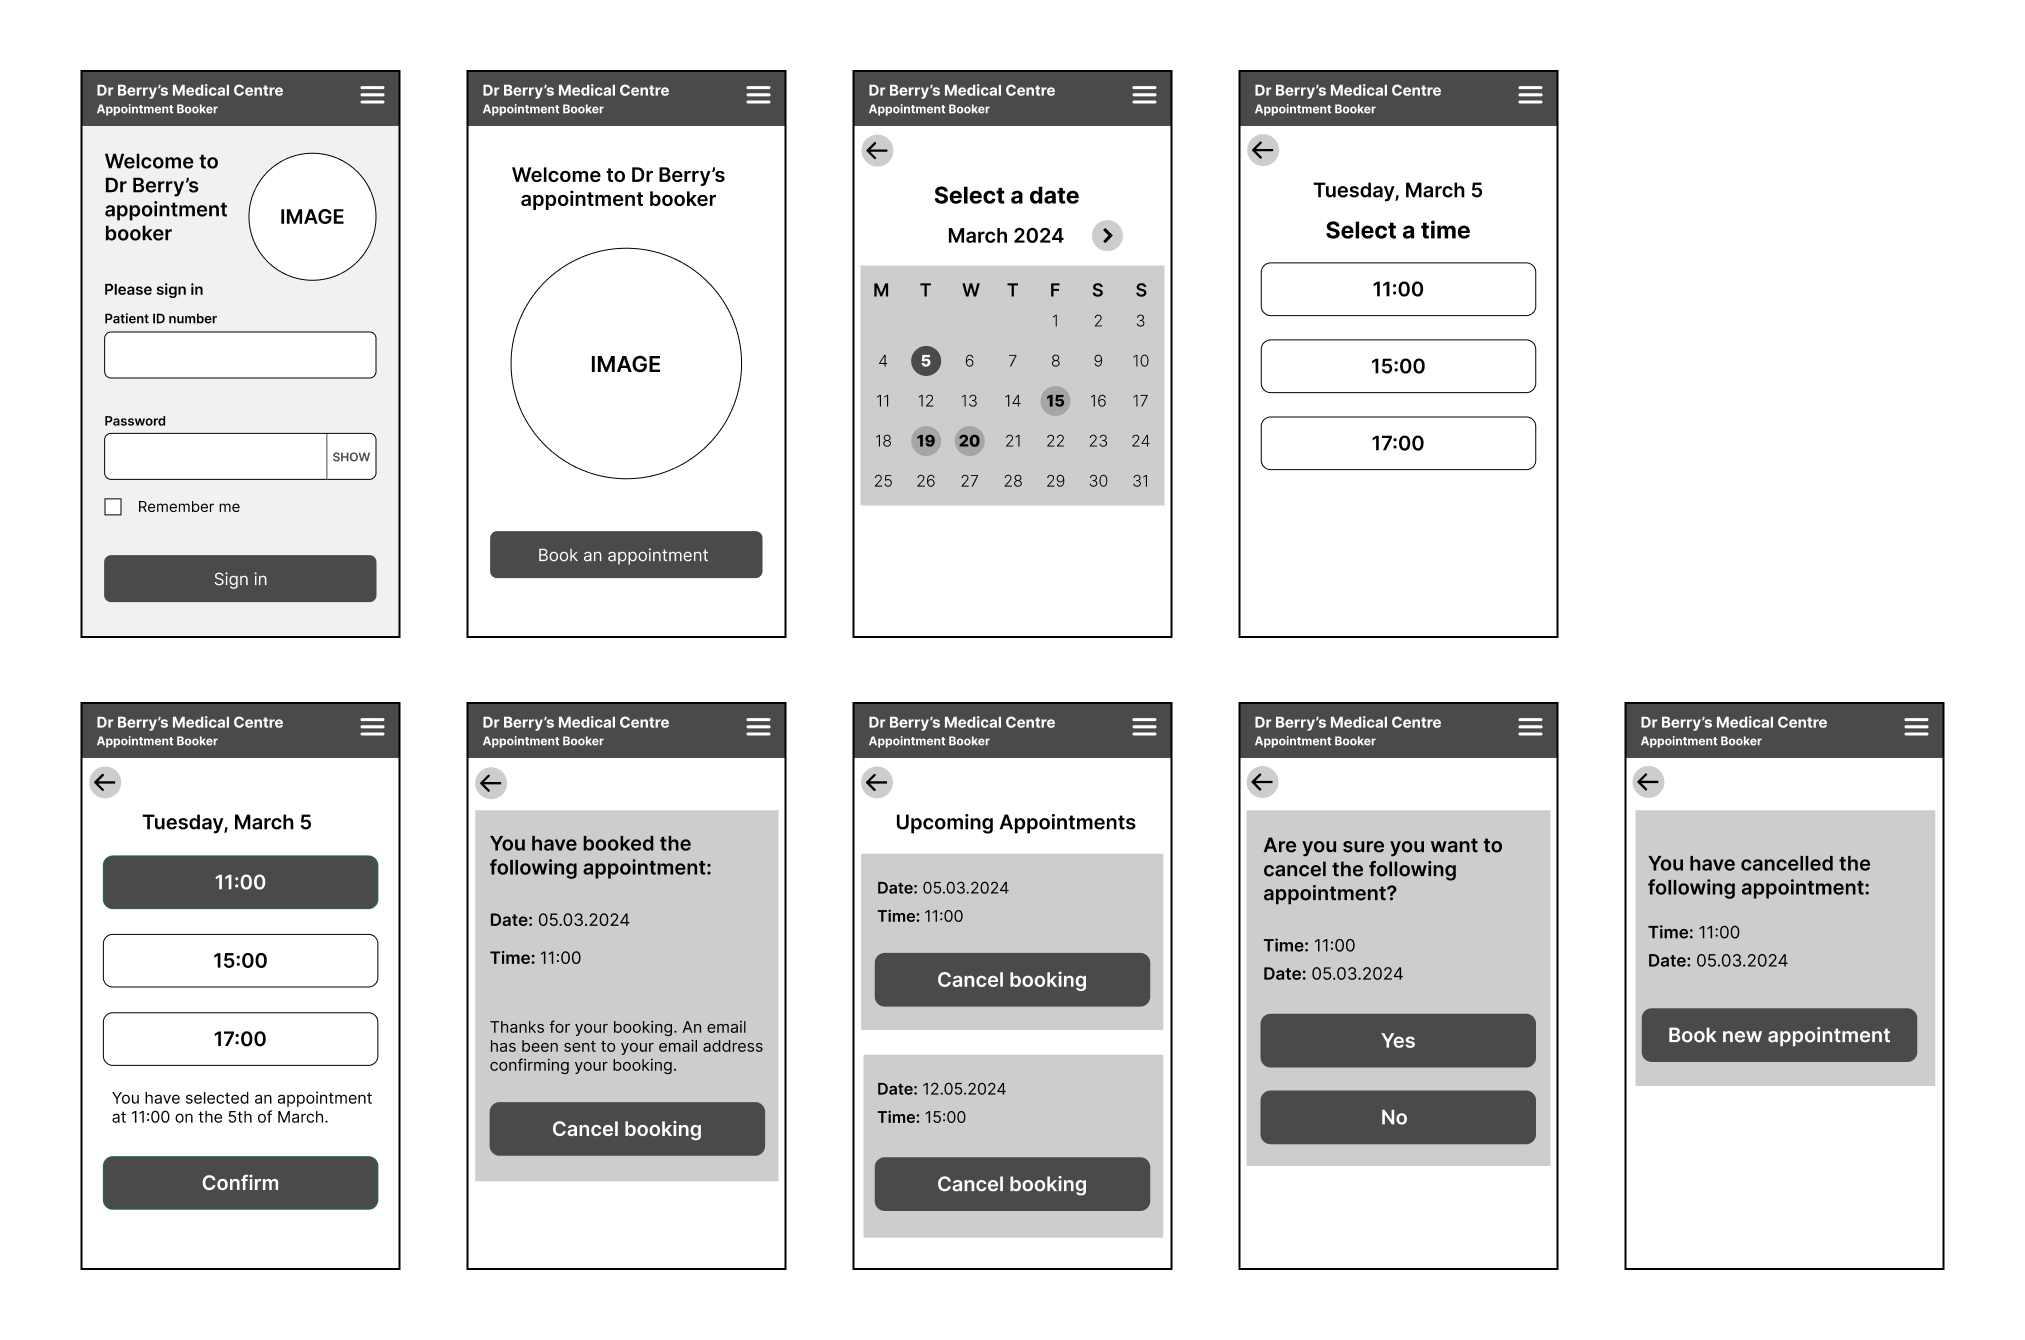 Dr Berry’s Medical Centre
Appointment Booker
Welcome to
Dr Berry’s
appointment
booker
IMAGE
Please sign in
Patient ID number
Password
SHOW
Remember me
Sign in
Dr Berry’s Medical Centre
Appointment Booker
Welcome to Dr Berry’s
appointment booker
IMAGE
Book an appointment
Dr Berry’s Medical Centre
Appointment Booker
Select a date
March 2024
M T W T F S S
1 2 3
4 5 6 7 8 9 10
11 12 13 14 15 16 17
18 19 20 21 22 23 24
25 26 27 28 29 30 31
Dr Berry’s Medical Centre
Appointment Booker
Tuesday, March 5
Select a time
11:00
15:00
17:00
Dr Berry’s Medical Centre
Appointment Booker
Tuesday, March 5
11:00
15:00
17:00
You have selected an appointment
at 11:00 on the 5th of March.
Confirm
Dr Berry’s Medical Centre
Appointment Booker
You have booked the
following appointment:
Date: 05.03.2024
Time: 11:00
Thanks for your booking. An email
has been sent to your email address
confirming your booking.
Cancel booking
Dr Berry’s Medical Centre
Appointment Booker
Upcoming Appointments
Date: 05.03.2024
Time: 11:00
Cancel booking
Date: 12.05.2024
Time: 15:00
Cancel booking
Dr Berry’s Medical Centre
Appointment Booker
Are you sure you want to
cancel the following
appointment?
Time: 11:00
Date: 05.03.2024
Yes
No
Dr Berry’s Medical Centre
Appointment Booker
You have cancelled the
following appointment:
Time: 11:00
Date: 05.03.2024
Book new appointment